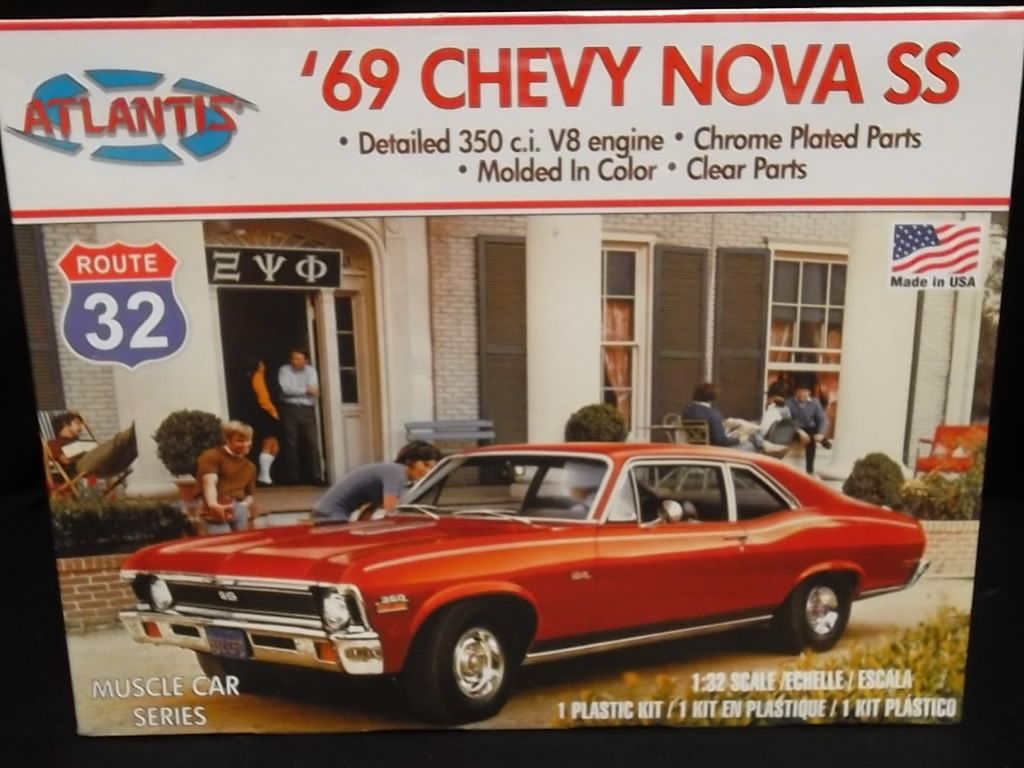 '69 CHEVY NOVA SS
ATLANTIS
• Detailed 350 c.i. V8 engine • Chrome Plated Parts
• Molded In Color • Clear Parts
ROUTE
32
ΞΨΦ
Made in USA
350
MUSCLE CAR
SERIES
1:32 SCALE /ECHELLE / ESCALA
1 PLASTIC KIT / 1 KIT EN PLASTIQUE / 1 KIT PLÁSTICO